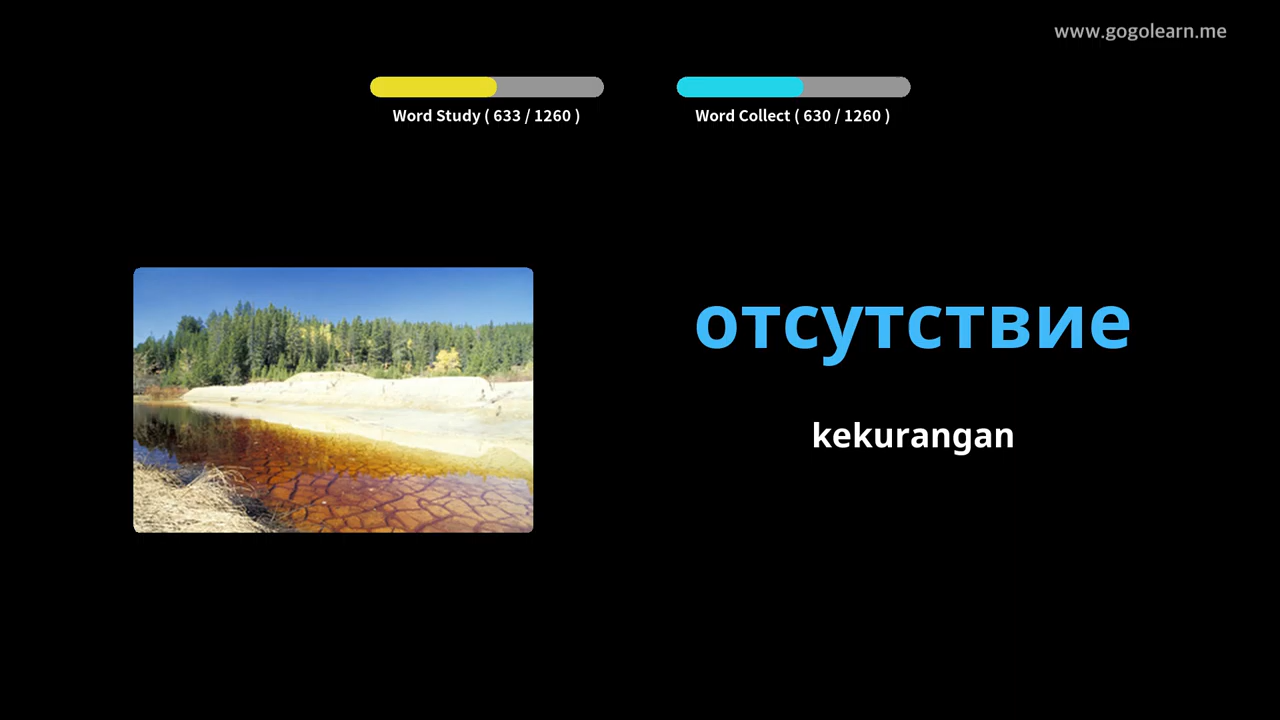 www.gogolearn.me
Word Study ( 633 / 1260 )
Word Collect ( 630 / 1260 )
отсутствие
kekurangan